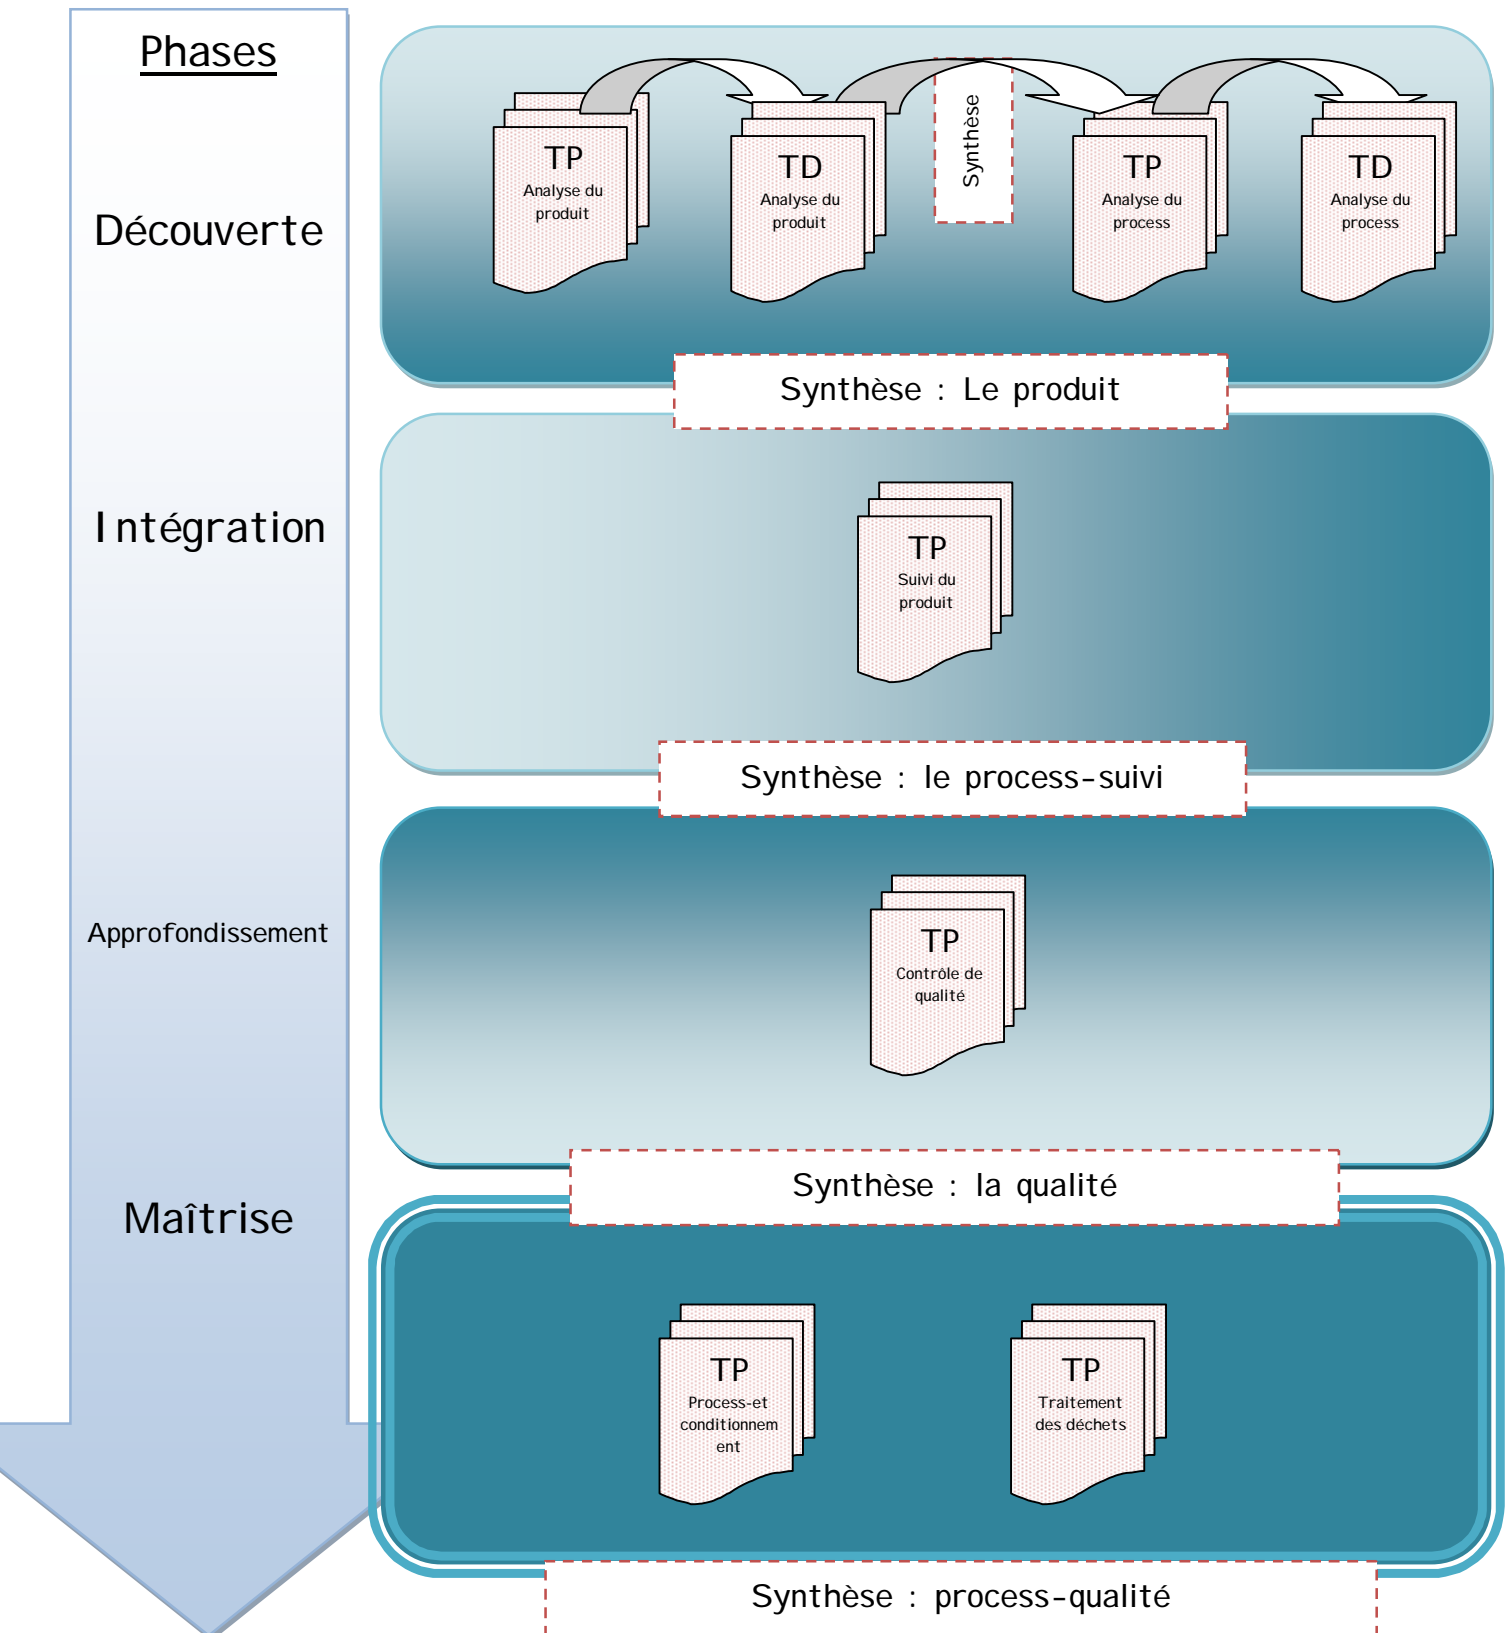 Phases
Découverte
TP
Analyse du
produit
TD
Analyse du
produit
Synthèse
TP
Analyse du
process
TD
Analyse du
process
Synthèse : Le produit
Intégration
TP
Suivi du
produit
Synthèse : le process-suivi
Approfondissement
TP
Contrôle de
qualité
Synthèse : la qualité
Maîtrise
TP
Process-et
conditionnem
ent
TP
Traitement
des déchets
Synthèse : process-qualité